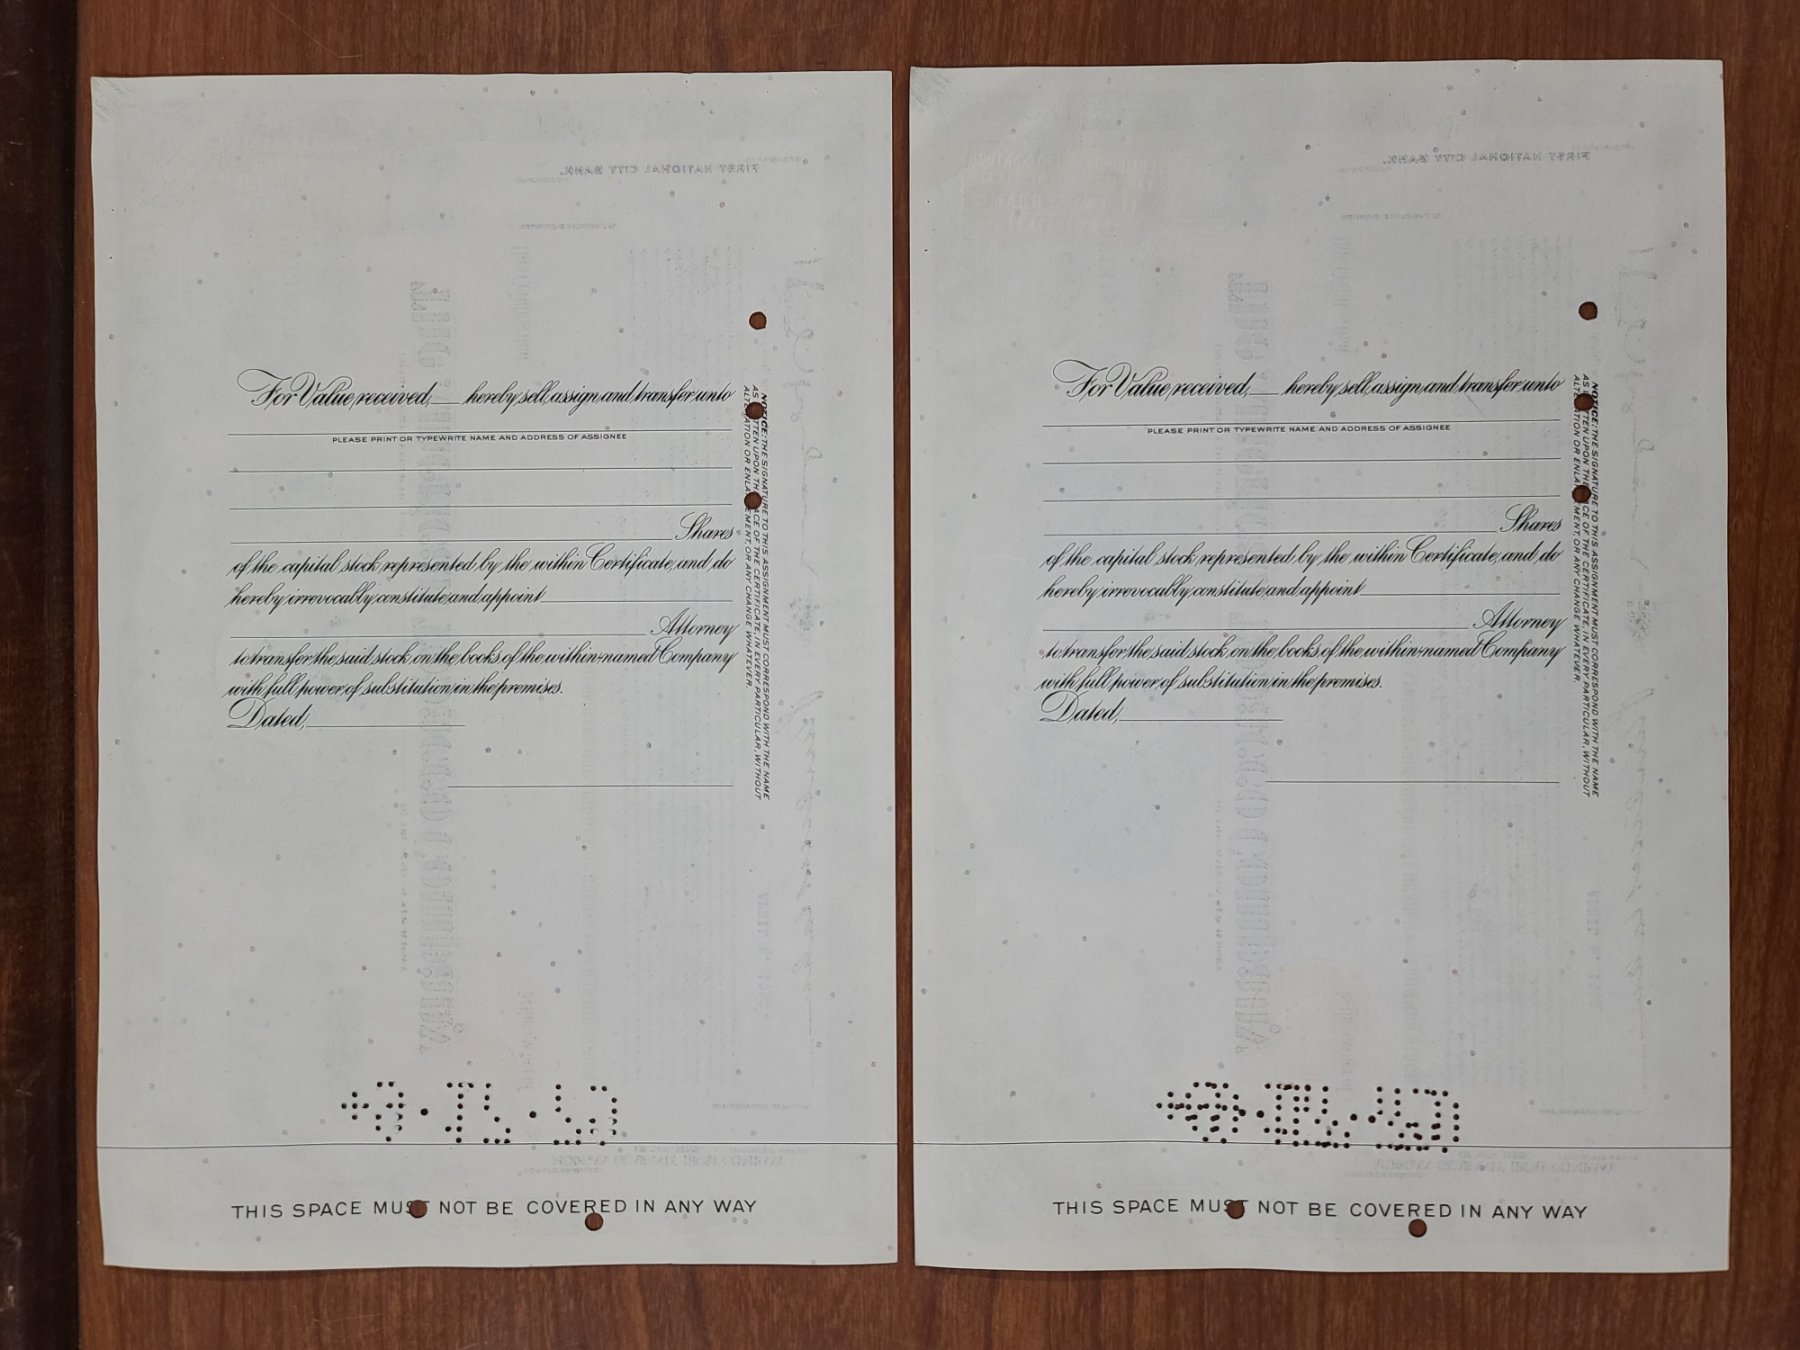 FIRST NATIONAL CITY BANK.
For Value received, ___ hereby sell, assign and transfer unto
PLEASE PRINT OR TYPEWRITE NAME AND ADDRESS OF ASSIGNEE
Shares
of the capital stock represented by the within Certificate, and do
hereby irrevocably constitute and appoint
Attorney
to transfer the said stock on the books of the within-named Company
with full power of substitution in the premises.
Dated,
NOTICE: THE SIGNATURE TO THIS ASSIGNMENT MUST CORRESPOND WITH THE NAME
AS WRITTEN UPON THE FACE OF THE CERTIFICATE, IN EVERY PARTICULAR, WITHOUT
ALTERATION OR ENLARGEMENT, OR ANY CHANGE WHATEVER.
THIS SPACE MUST NOT BE COVERED IN ANY WAY
FIRST NATIONAL CITY BANK.
For Value received, ___ hereby sell, assign and transfer unto
PLEASE PRINT OR TYPEWRITE NAME AND ADDRESS OF ASSIGNEE
Shares
of the capital stock represented by the within Certificate, and do
hereby irrevocably constitute and appoint
Attorney
to transfer the said stock on the books of the within-named Company
with full power of substitution in the premises.
Dated,
NOTICE: THE SIGNATURE TO THIS ASSIGNMENT MUST CORRESPOND WITH THE NAME
AS WRITTEN UPON THE FACE OF THE CERTIFICATE, IN EVERY PARTICULAR, WITHOUT
ALTERATION OR ENLARGEMENT, OR ANY CHANGE WHATEVER.
THIS SPACE MUST NOT BE COVERED IN ANY WAY